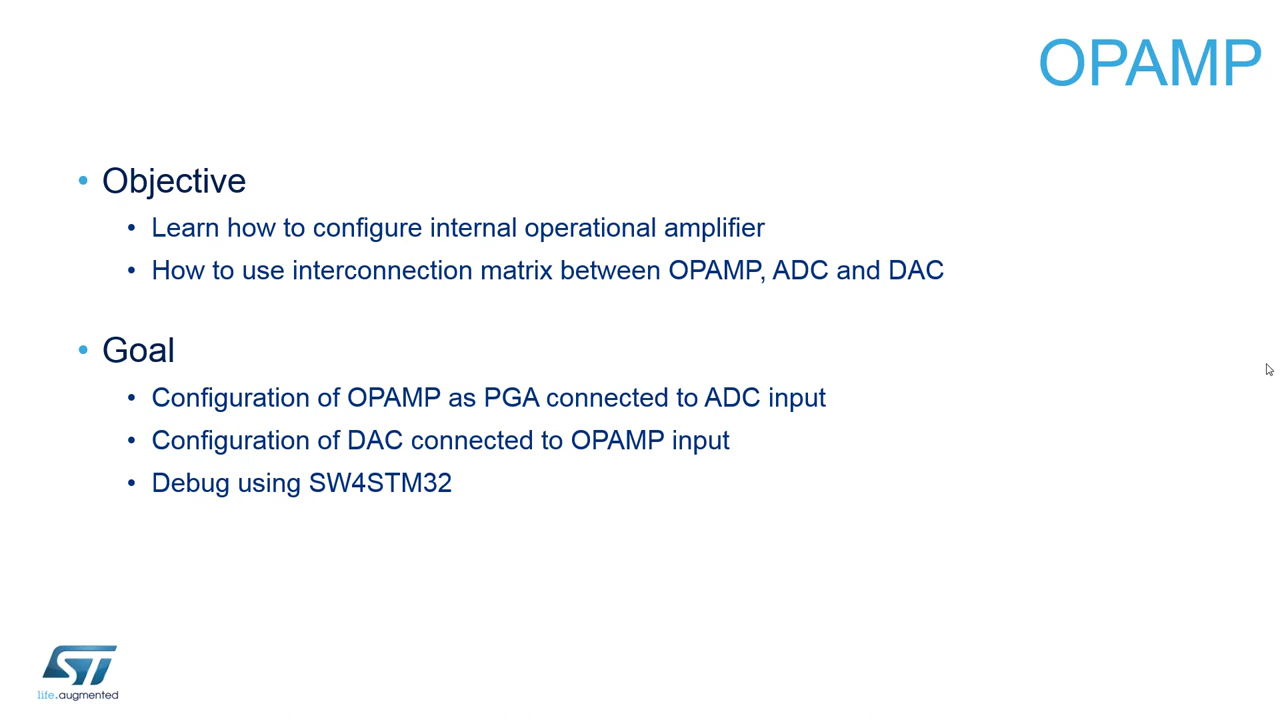 OPAMP
• Objective
• Learn how to configure internal operational amplifier
• How to use interconnection matrix between OPAMP, ADC and DAC
• Goal
• Configuration of OPAMP as PGA connected to ADC input
• Configuration of DAC connected to OPAMP input
• Debug using SW4STM32
ST
life.augmented